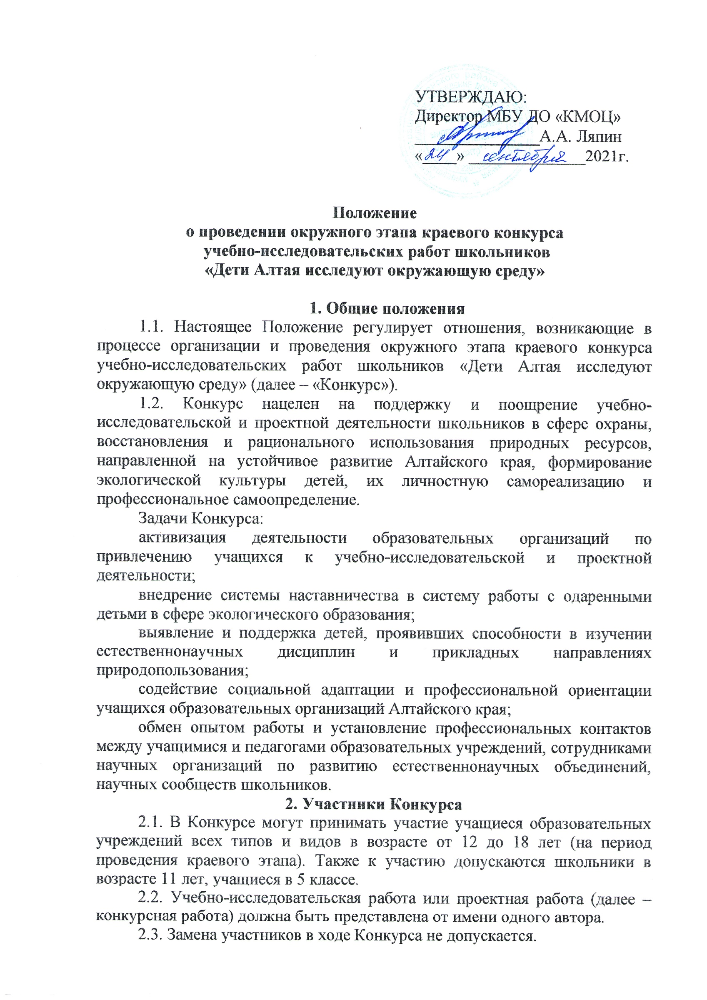 УТВЕРЖДАЮ:
Директор МБУ ДО «КМОЦ»
А.А. Ляпин
«24» сентября 2021г.
Положение
о проведении окружного этапа краевого конкурса
учебно-исследовательских работ школьников
«Дети Алтая исследуют окружающую среду»
1. Общие положения
1.1. Настоящее Положение регулирует отношения, возникающие в
процессе организации и проведения окружного этапа краевого конкурса
учебно-исследовательских работ школьников «Дети Алтая исследуют
окружающую среду» (далее – «Конкурс»).
1.2. Конкурс нацелен на поддержку и поощрение учебно-
исследовательской и проектной деятельности школьников в сфере охраны,
восстановления и рационального использования природных ресурсов,
направленной на устойчивое развитие Алтайского края, формирование
экологической культуры детей, их личностную самореализацию и
профессиональное самоопределение.
Задачи Конкурса:
активизация деятельности образовательных организаций по
привлечению учащихся к учебно-исследовательской и проектной
деятельности;
внедрение системы наставничества в систему работы с одаренными
детьми в сфере экологического образования;
выявление и поддержка детей, проявивших способности в изучении
естественнонаучных дисциплин и прикладных направлениях
природопользования;
содействие социальной адаптации и профессиональной ориентации
учащихся образовательных организаций Алтайского края;
обмен опытом работы и установление профессиональных контактов
между учащимися и педагогами образовательных учреждений, сотрудниками
научных организаций по развитию естественнонаучных объединений,
научных сообществ школьников.
2. Участники Конкурса
2.1. В Конкурсе могут принимать участие учащиеся образовательных
учреждений всех типов и видов в возрасте от 12 до 18 лет (на период
проведения краевого этапа). Также к участию допускаются школьники в
возрасте 11 лет, учащиеся в 5 классе.
2.2. Учебно-исследовательская работа или проектная работа (далее –
конкурсная работа) должна быть представлена от имени одного автора.
2.3. Замена участников в ходе Конкурса не допускается.